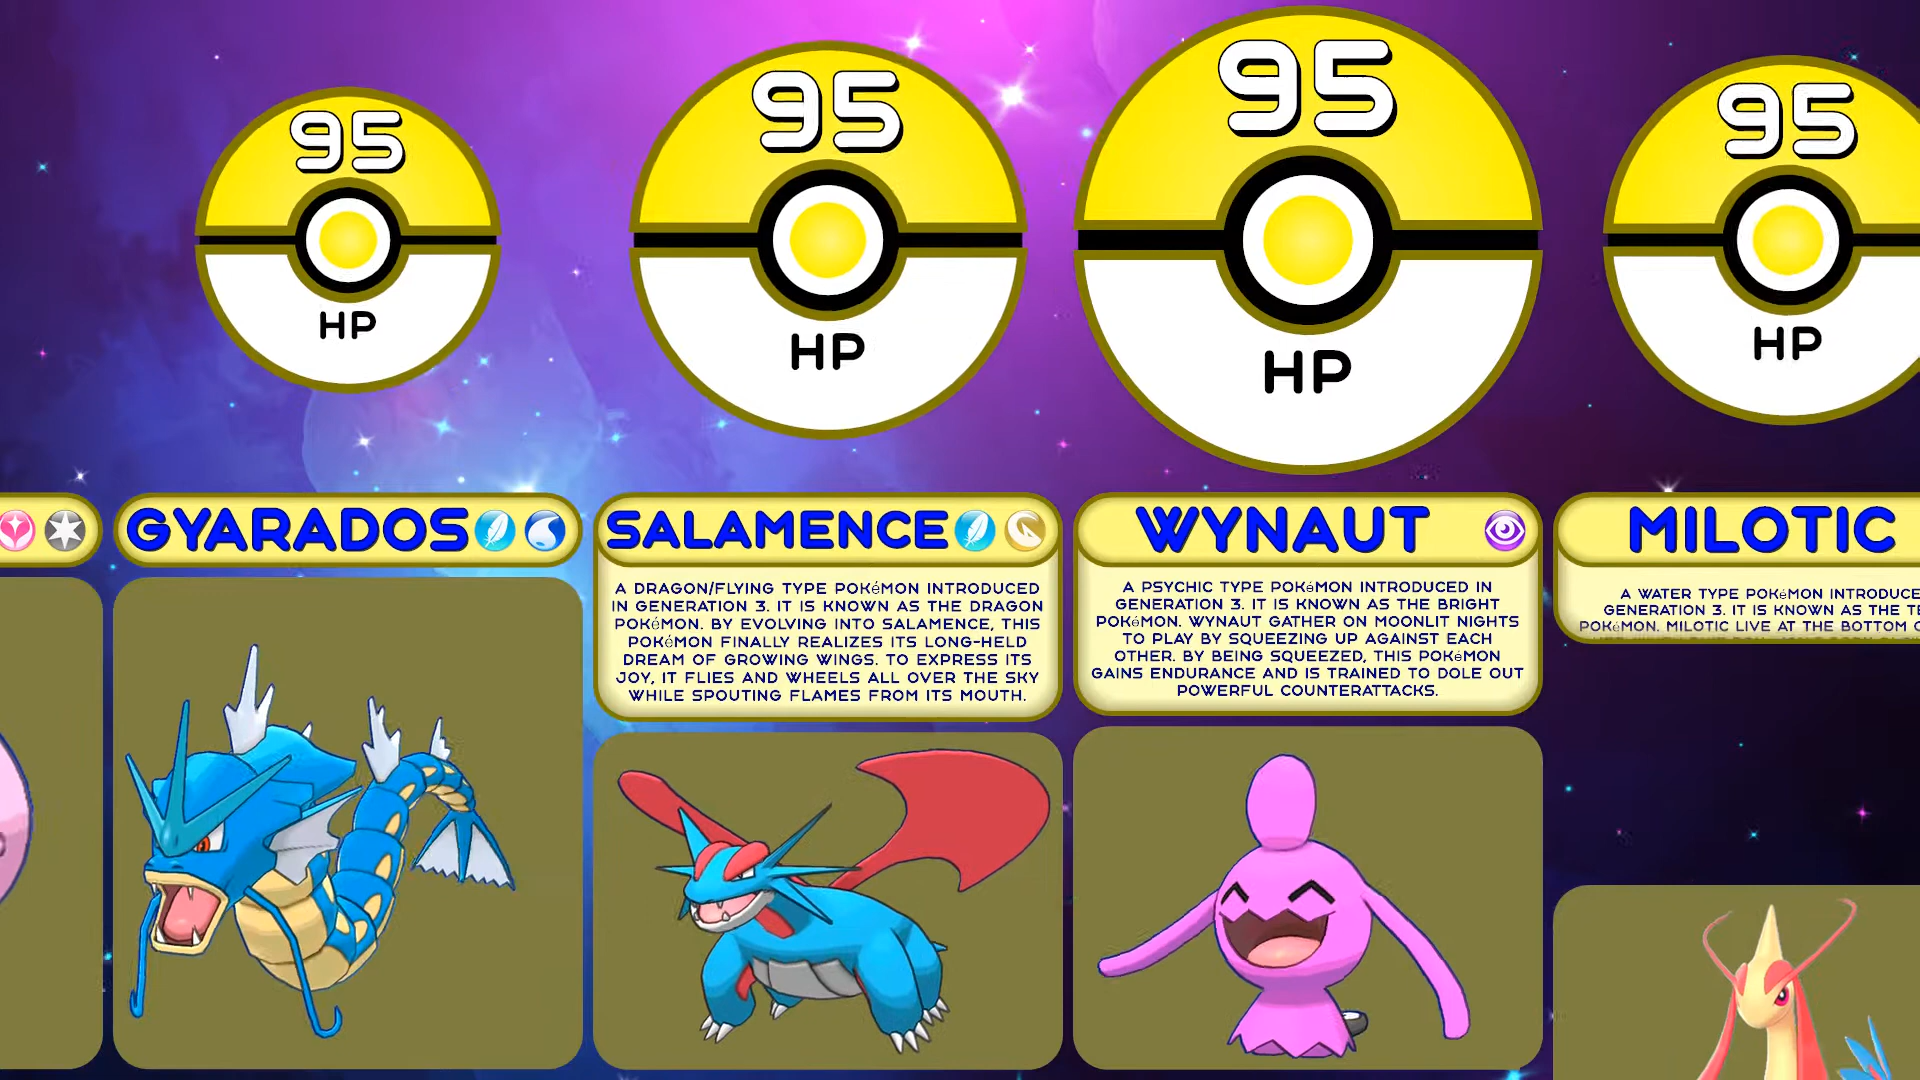 95
HP
95
HP
95
HP
95
HP
GYARADOS
SALAMENCE
A DRAGON/FLYING TYPE POKéMON INTRODUCED
IN GENERATION 3. IT IS KNOWN AS THE DRAGON
POKéMON. BY EVOLVING INTO SALAMENCE, THIS
POKéMON FINALLY REALIZES ITS LONG-HELD
DREAM OF GROWING WINGS. TO EXPRESS ITS
JOY, IT FLIES AND WHEELS ALL OVER THE SKY
WHILE SPOUTING FLAMES FROM ITS MOUTH.
WYNAUT
A PSYCHIC TYPE POKéMON INTRODUCED IN
GENERATION 3. IT IS KNOWN AS THE BRIGHT
POKéMON. WYNAUT GATHER ON MOONLIT NIGHTS
TO PLAY BY SQUEEZING UP AGAINST EACH
OTHER. BY BEING SQUEEZED, THIS POKéMON
GAINS ENDURANCE AND IS TRAINED TO DOLE OUT
POWERFUL COUNTERATTACKS.
MILOTIC
A WATER TYPE POKéMON INTRODUCE
GENERATION 3. IT IS KNOWN AS THE TE
POKéMON. MILOTIC LIVE AT THE BOTTOM